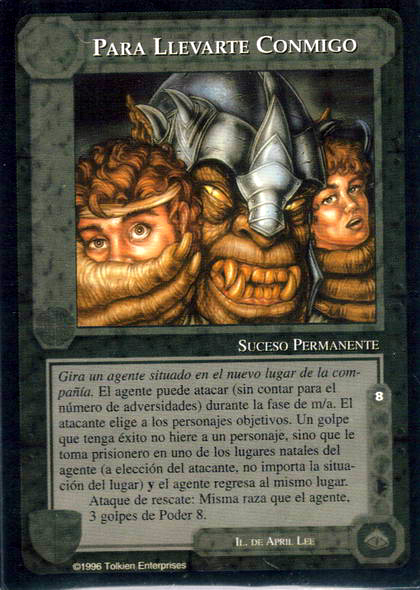 PARA LLEVARTE CONMIGO
SUCESO PERMANENTE
Gira un agente situado en el nuevo lugar de la com-
pañía. El agente puede atacar (sin contar para el
número de adversidades) durante la fase de m/a. El
atacante elige a los personajes objetivos. Un golpe
que tenga éxito no hiere a un personaje, sino que le
toma prisionero en uno de los lugares natales del
agente (a elección del atacante, no importa la situa-
ción del lugar) y el agente regresa al mismo lugar.
Ataque de rescate: Misma raza que el agente,
3 golpes de Poder 8.
8
IL. DE APRIL LEE
©1996 Tolkien Enterprises